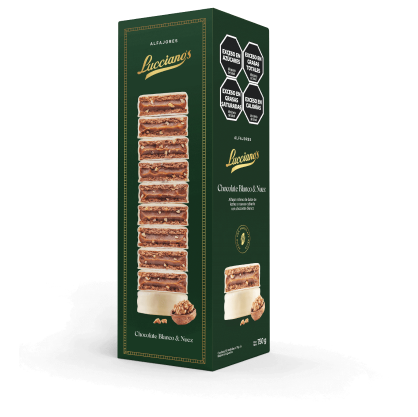 ALFAJORES
Lucciano's
Chocolate Blanco & Nuez
EXCESO EN
AZÚCARES
EXCESO EN
GRASAS
TOTALES
EXCESO EN
GRASAS
SATURADAS
EXCESO EN
CALORÍAS
ALFAJORES
Lucciano's
Chocolate Blanco & Nuez
750 g